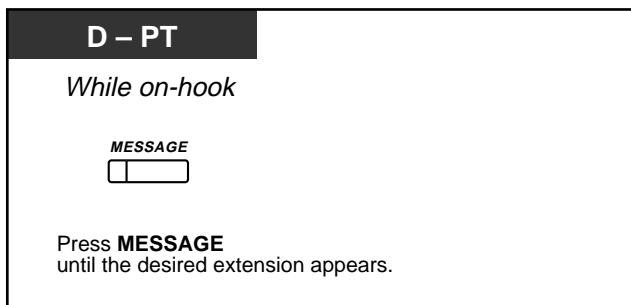 D – PT
While on-hook
MESSAGE
Press MESSAGE
until the desired extension appears.